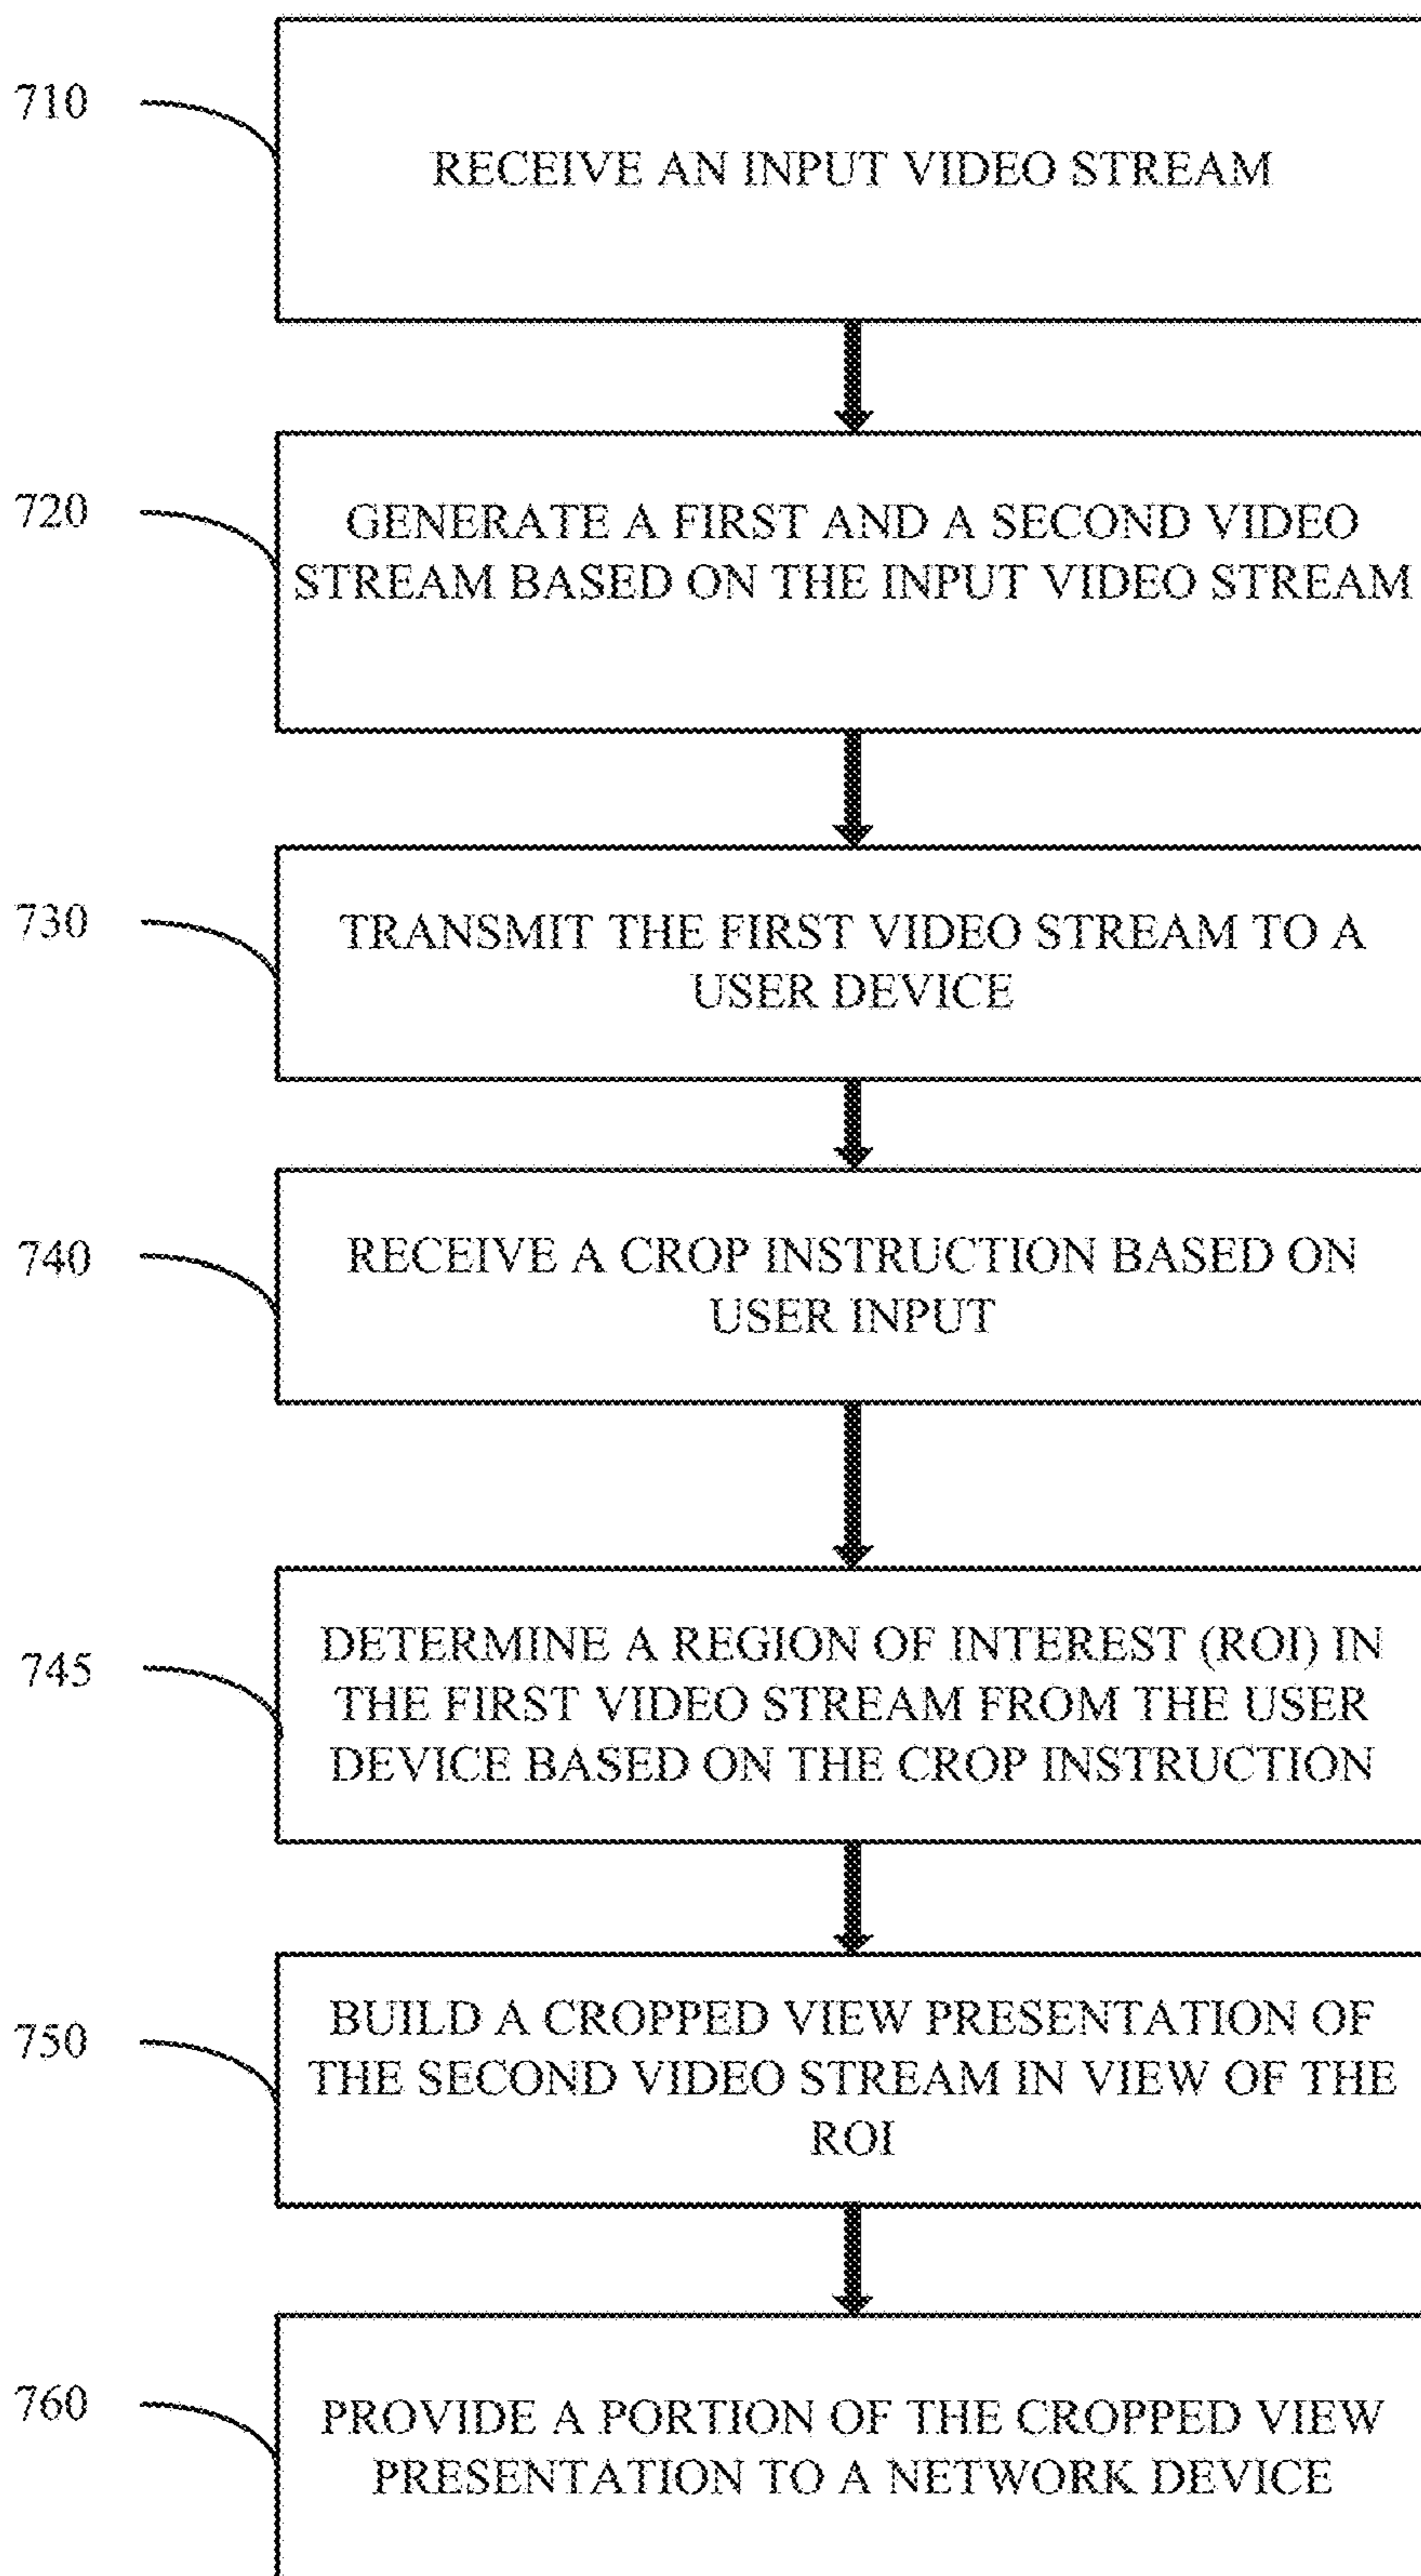 710
RECEIVE AN INPUT VIDEO STREAM
720
GENERATE A FIRST AND A SECOND VIDEO
STREAM BASED ON THE INPUT VIDEO STREAM
730
TRANSMIT THE FIRST VIDEO STREAM TO A
USER DEVICE
740
RECEIVE A CROP INSTRUCTION BASED ON
USER INPUT
745
DETERMINE A REGION OF INTEREST (ROI) IN
THE FIRST VIDEO STREAM FROM THE USER
DEVICE BASED ON THE CROP INSTRUCTION
750
BUILD A CROPPED VIEW PRESENTATION OF
THE SECOND VIDEO STREAM IN VIEW OF THE
ROI
760
PROVIDE A PORTION OF THE CROPPED VIEW
PRESENTATION TO A NETWORK DEVICE